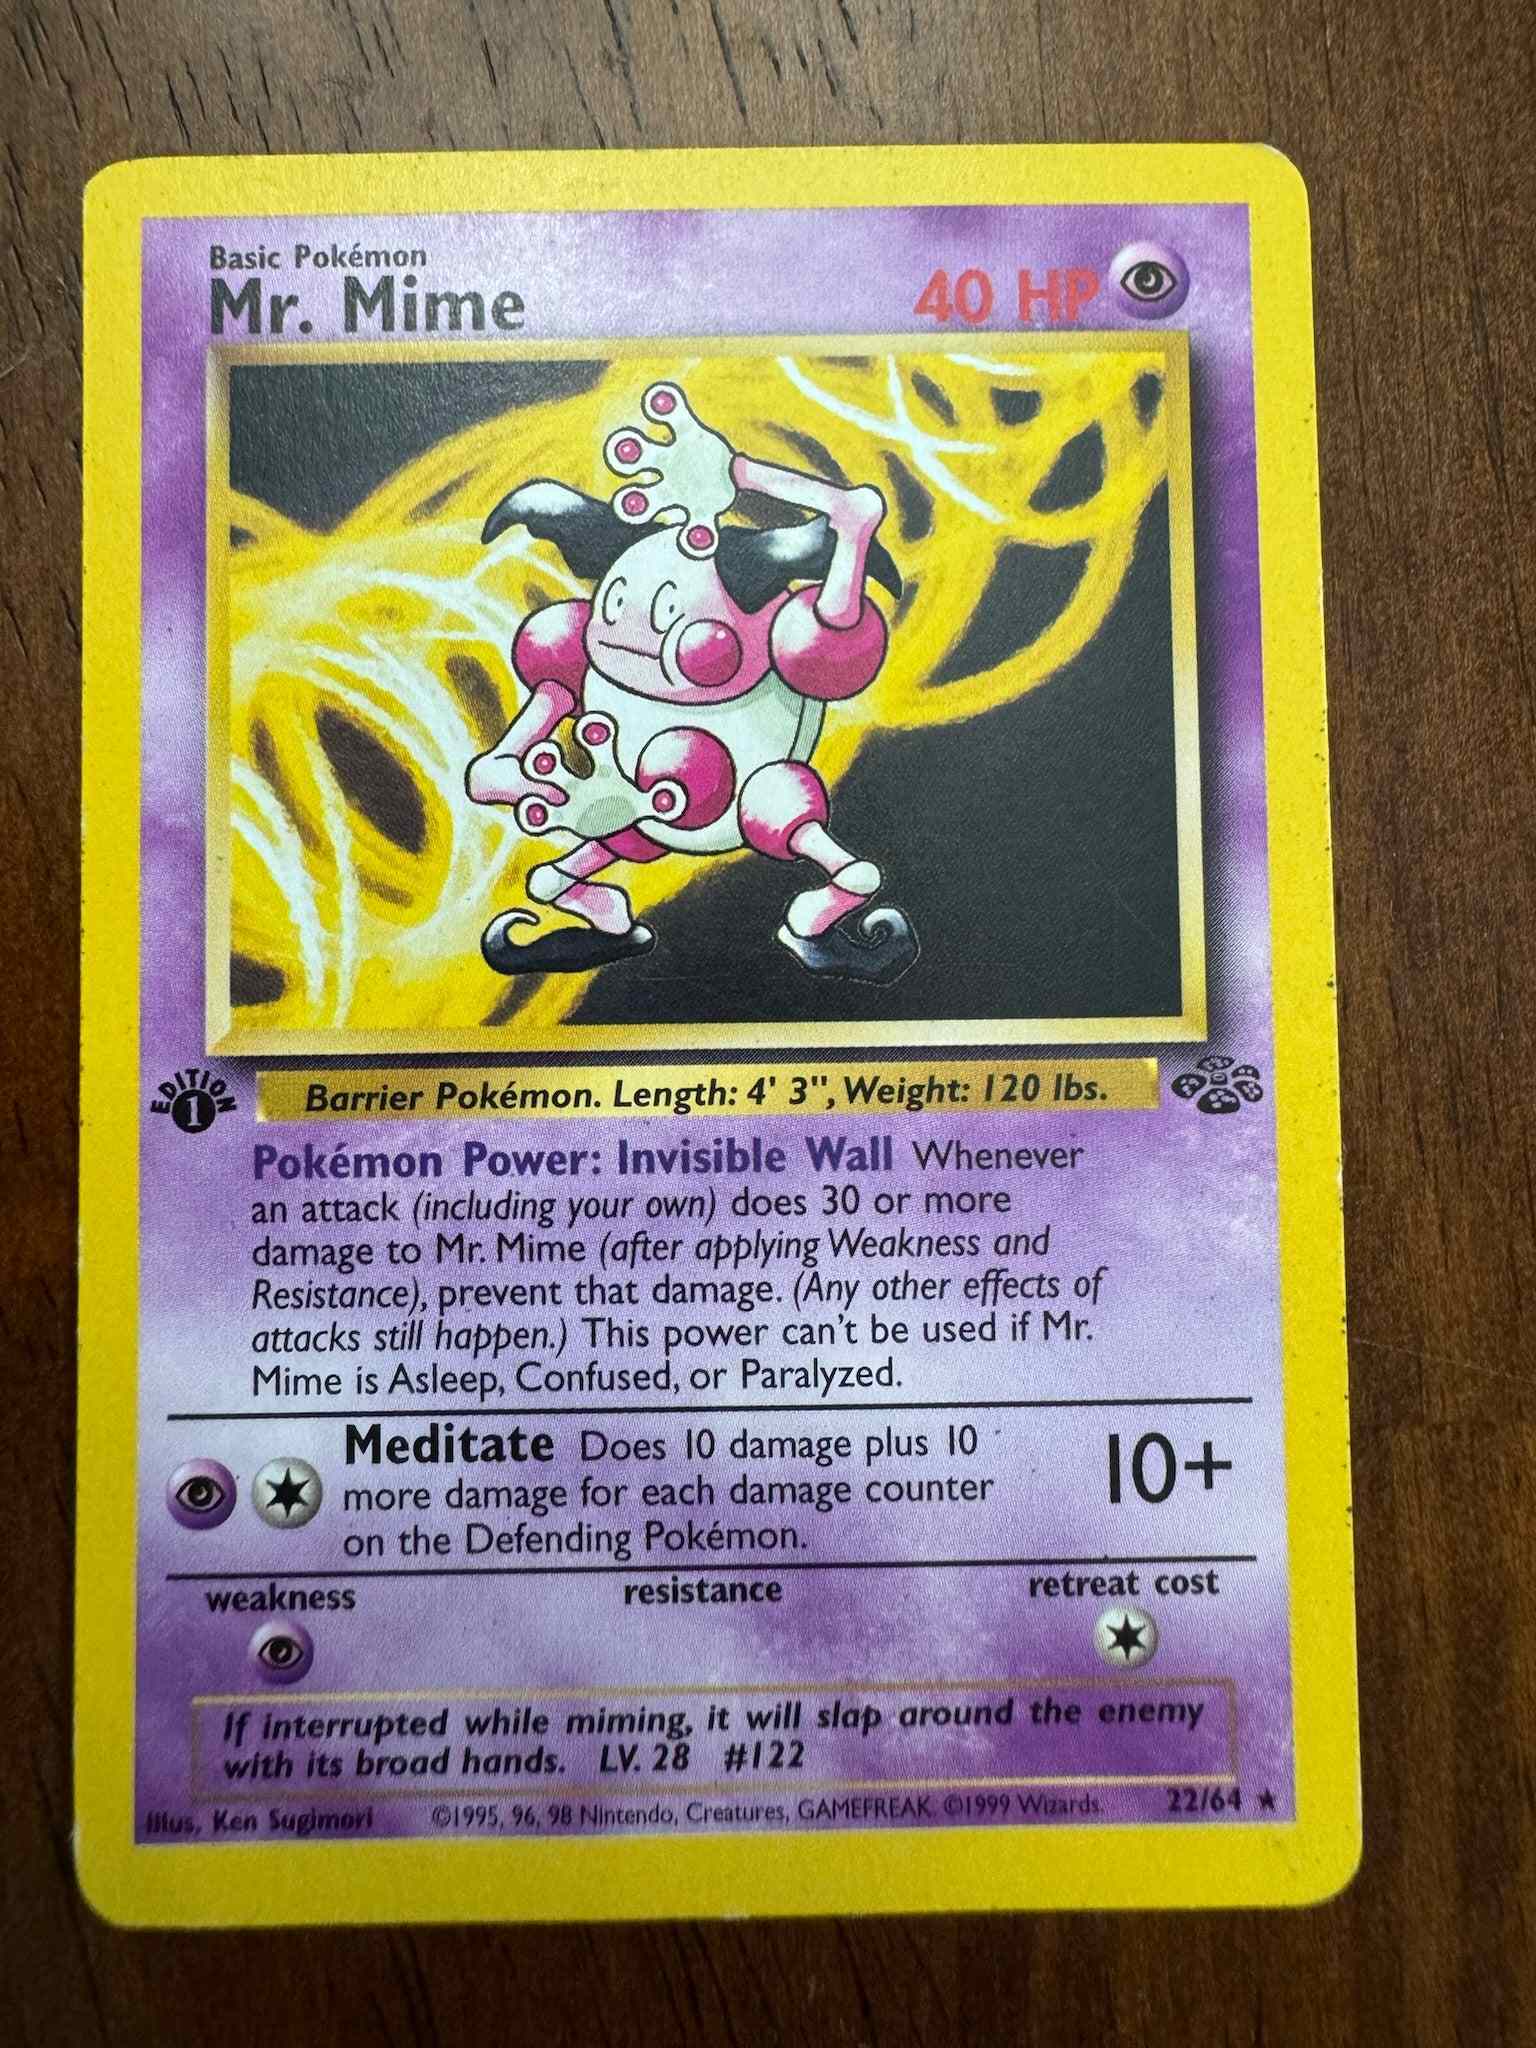 Basic Pokémon
Mr. Mime
40 HP
EDITION
1
Barrier Pokémon. Length: 4' 3", Weight: 120 lbs.
Pokémon Power: Invisible Wall Whenever
an attack (including your own) does 30 or more
damage to Mr. Mime (after applying Weakness and
Resistance), prevent that damage. (Any other effects of
attacks still happen.) This power can't be used if Mr.
Mime is Asleep, Confused, or Paralyzed.
Meditate Does 10 damage plus 10
more damage for each damage counter
on the Defending Pokémon.
10+
weakness
resistance
retreat cost
If interrupted while miming, it will slap around the enemy
with its broad hands. LV. 28 #122
Illus. Ken Sugimori
©1995, 96, 98 Nintendo, Creatures, GAMEFREAK. ©1999 Wizards.
22/64 ★